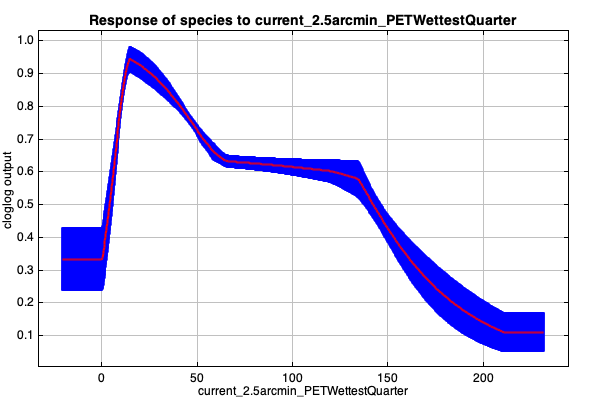 Response of species to current_2.5arcmin_PETWettestQuarter
cloglog output
1.0
0.9
0.8
0.7
0.6
0.5
0.4
0.3
0.2
0.1
0 50 100 150 200
current_2.5arcmin_PETWettestQuarter